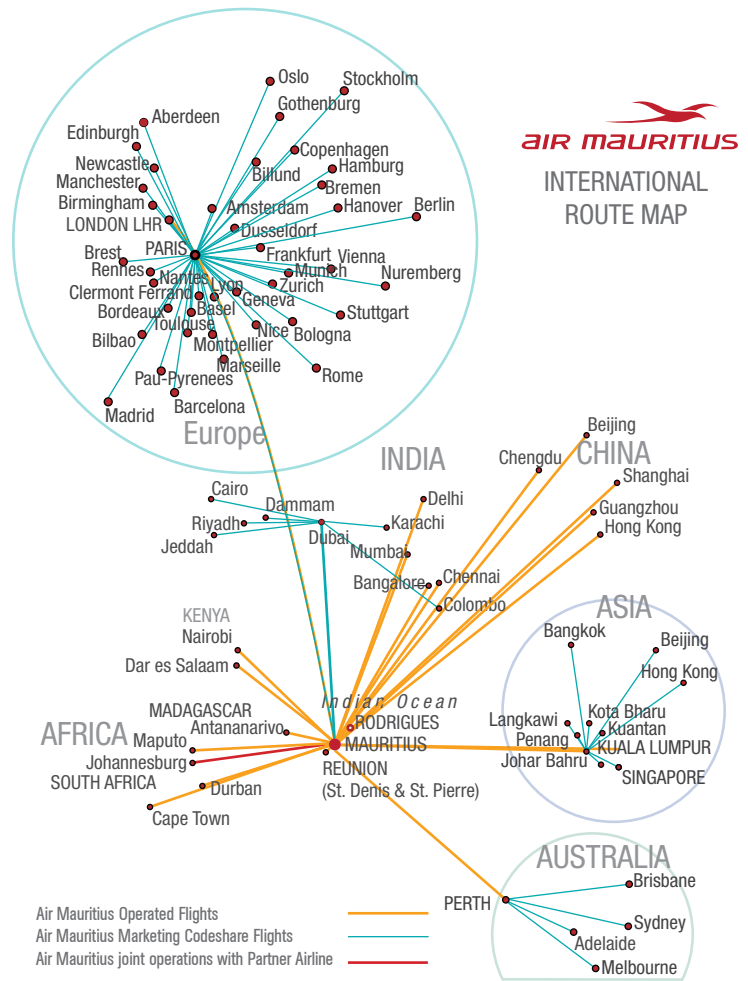 Oslo
Stockholm
Gothenburg
Aberdeen
Edinburgh
Copenhagen
Newcastle
Billund
Hamburg
Manchester
Bremen
Birmingham
Amsterdam
Hanover
Berlin
LONDON LHR
Dusseldorf
PARIS
Brest
Frankfurt
Vienna
Rennes
Nantes
Munich
Lyon
Zurich
Nuremberg
Clermont Ferrand
Geneva
Bordeaux
Basel
Stuttgart
Toulouse
Nice
Bologna
Bilbao
Montpellier
Marseille
Pau-Pyrenees
Rome
Madrid
Barcelona
Europe
AIR MAURITIUS
INTERNATIONAL
ROUTE MAP
Beijing
INDIA
Chengdu
CHINA
Shanghai
Cairo
Dammam
Delhi
Guangzhou
Riyadh
Dubai
Karachi
Hong Kong
Jeddah
Mumbai
Bangalore
Chennai
Colombo
KENYA
Nairobi
Dar es Salaam
ASIA
Bangkok
Beijing
Hong Kong
Indian Ocean
MADAGASCAR
RODRIGUES
Langkawi
Kota Bharu
AFRICA
Antananarivo
Kuantan
Maputo
MAURITIUS
Penang
KUALA LUMPUR
Johannesburg
Johar Bahru
REUNION
SINGAPORE
SOUTH AFRICA
Durban
(St. Denis & St. Pierre)
Cape Town
AUSTRALIA
Brisbane
PERTH
Sydney
Adelaide
Melbourne
Air Mauritius Operated Flights
Air Mauritius Marketing Codeshare Flights
Air Mauritius joint operations with Partner Airline